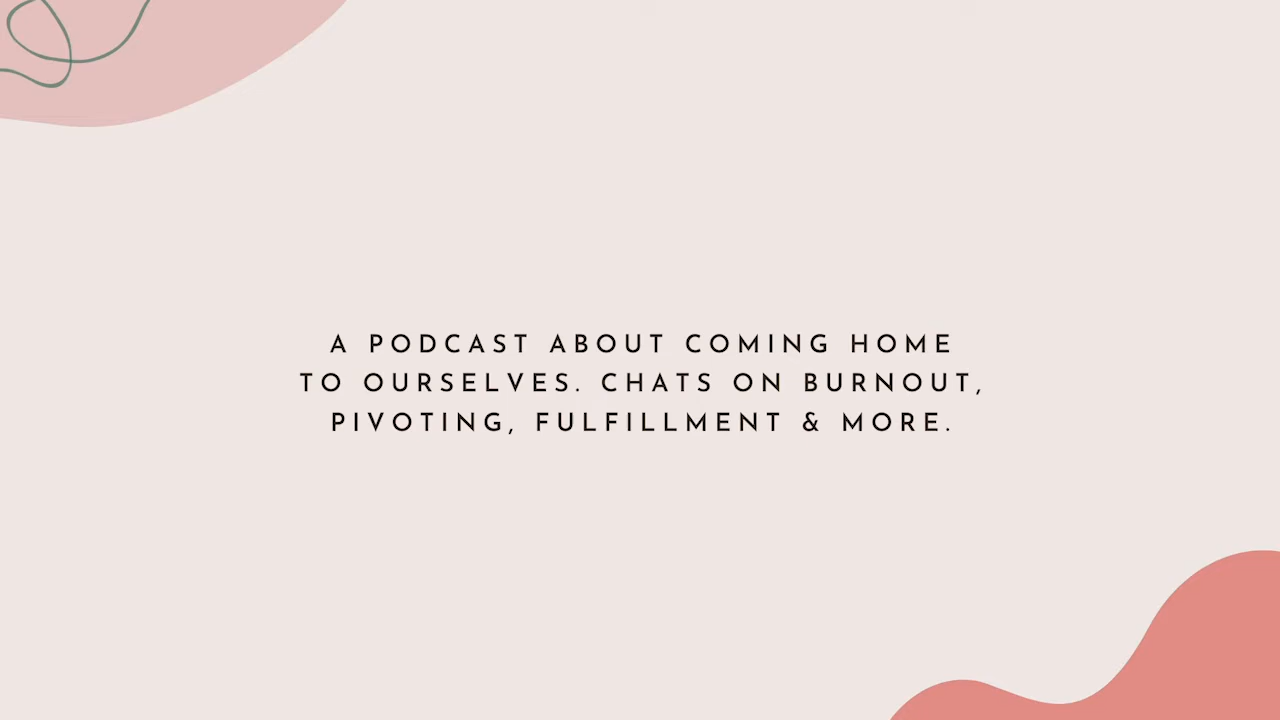 A PODCAST ABOUT COMING HOME
TO OURSELVES. CHATS ON BURNOUT,
PIVOTING, FULFILLMENT & MORE.